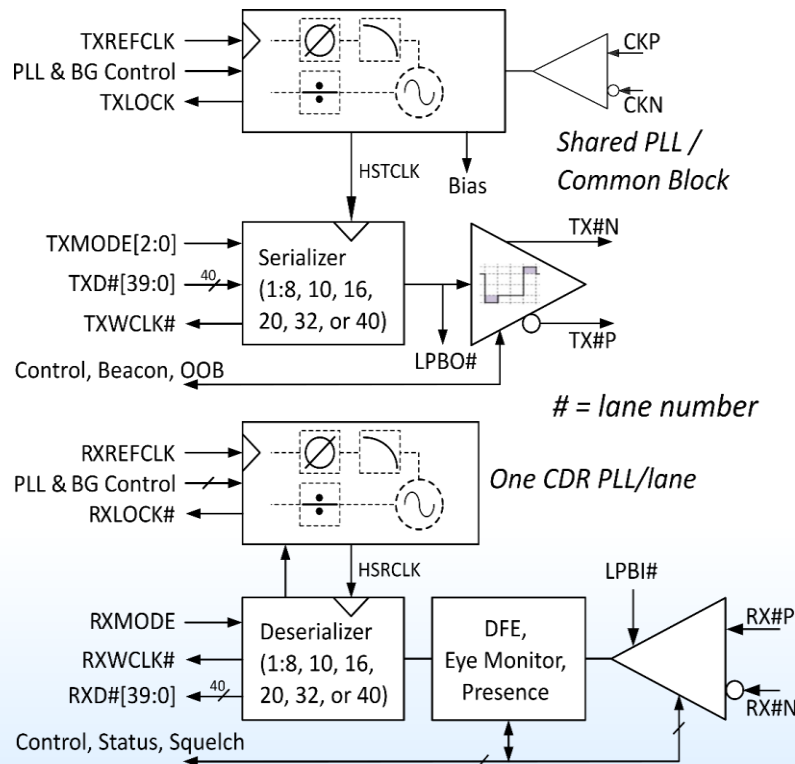 TXREFCLK
PLL & BG Control
TXLOCK
CKP
CKN
Shared PLL /
Common Block
HSTCLK
Bias
TXMODE[2:0]
TXD#[39:0]
40
TXWCLK#
Serializer
(1:8, 10, 16,
20, 32, or 40)
TX#N
TX#P
LPBO#
Control, Beacon, OOB
# = lane number
RXREFCLK
PLL & BG Control
RXLOCK#
One CDR PLL/lane
HSRCLK
LPBI#
RXMODE
RXWCLK#
RXD#[39:0]
40
Deserializer
(1:8, 10, 16,
20, 32, or 40)
DFE,
Eye Monitor,
Presence
RX#P
RX#N
Control, Status, Squelch